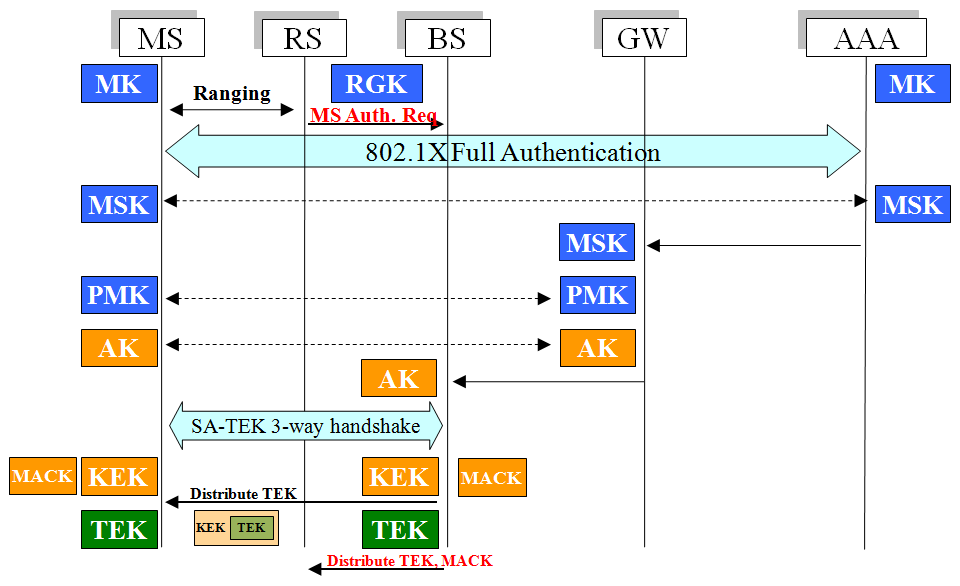 MS RS BS GW AAA
MK RGK MK
Ranging
MS Auth. Req
802.1X Full Authentication
MSK MSK
MSK
PMK PMK
AK AK
AK
SA-TEK 3-way handshake
MACK KEK KEK MACK
Distribute TEK
TEK KEK TEK TEK
Distribute TEK, MACK